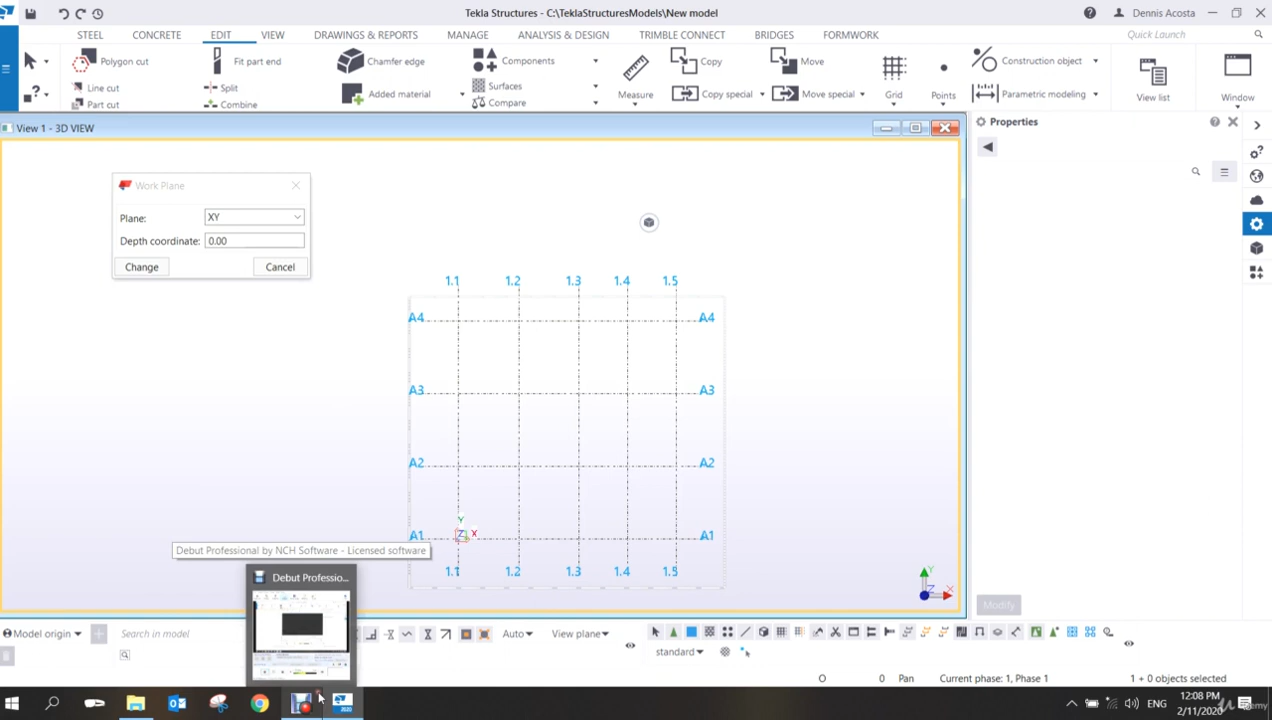 Tekla Structures - C:\TeklaStructuresModels\New model
Dennis Acosta
STEEL CONCRETE EDIT VIEW DRAWINGS & REPORTS MANAGE ANALYSIS & DESIGN TRIMBLE CONNECT BRIDGES FORMWORK
Quick Launch
Polygon cut
Fit part end
Chamfer edge
Components
Copy
Move
Construction object
Line cut
Split
Added material
Surfaces
Measure
Copy special
Move special
Grid
Points
Parametric modeling
View list
Window
Part cut
Combine
Compare
View 1 - 3D VIEW
Properties
Work Plane
Plane: XY
Depth coordinate: 0.00
Change Cancel
1.1 1.2 1.3 1.4 1.5
A4 A4
A3 A3
A2 A2
Y
A1 Z X A1
1.1 1.2 1.3 1.4 1.5
Y
Z X
Debut Professional by NCH Software - Licensed software
Debut Professio...
Modify
Model origin
Search in model
Auto
View plane
standard
O 0 Pan Current phase: 1, Phase 1 1 + 0 objects selected
2020
ENG
12:08 PM
2/11/2020
Udemy